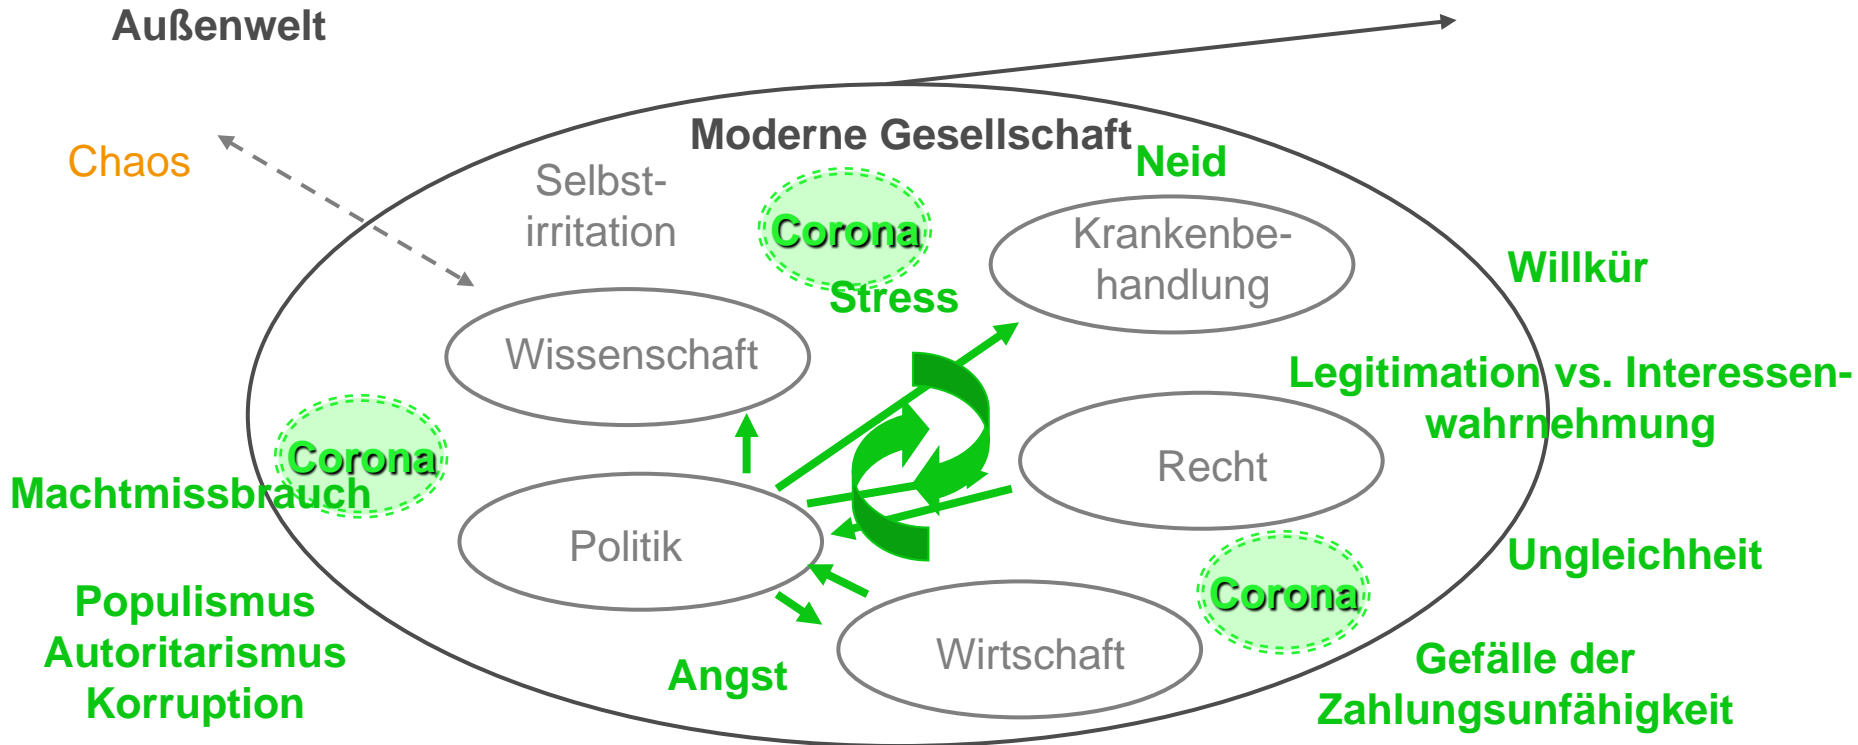 Außenwelt
Moderne Gesellschaft
Chaos
Neid
Selbst-
irritation
Corona
Krankenbe-
handlung
Willkür
Stress
Wissenschaft
Legitimation vs. Interessen-
wahrnehmung
Corona
Machtmissbrauch
Recht
Politik
Ungleichheit
Corona
Populismus
Autoritarismus
Korruption
Angst
Wirtschaft
Gefälle der
Zahlungsunfähigkeit